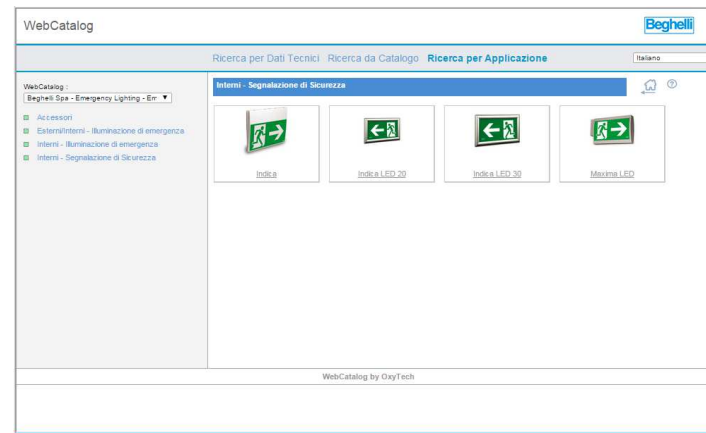 WebCatalog
Beghelli
Ricerca per Dati Tecnici Ricerca da Catalogo Ricerca per Applicazione
Italiano
WebCatalog :
Beghelli Spa - Emergency Lighting - Em
Accessori
Esterni/Interni - Illuminazione di emergenza
Interni - Illuminazione di emergenza
Interni - Segnalazione di Sicurezza
Interni - Segnalazione di Sicurezza
Indica
Indica LED 20
Indica LED 30
Maxima LED
WebCatalog by OxyTech